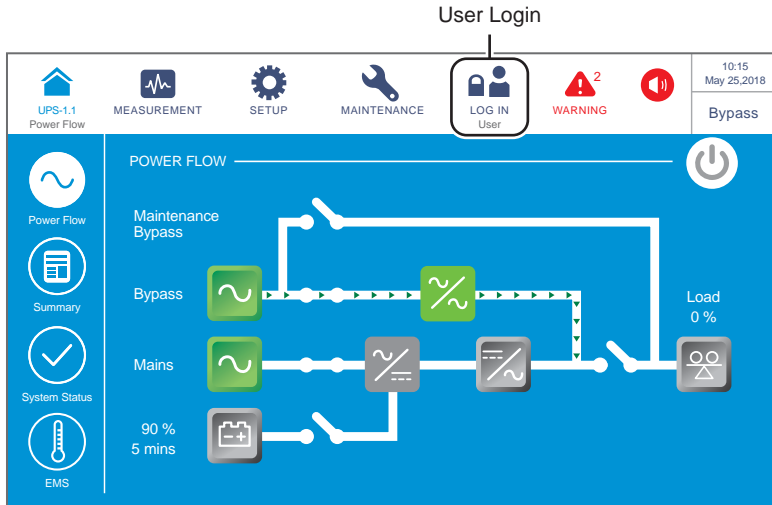 User Login
UPS-1.1
Power Flow
MEASUREMENT
SETUP
MAINTENANCE
LOG IN
User
2
WARNING
10:15
May 25,2018
Bypass
POWER FLOW
Power Flow
Summary
System Status
EMS
Maintenance
Bypass
Bypass
Load
0 %
Mains
90 %
5 mins